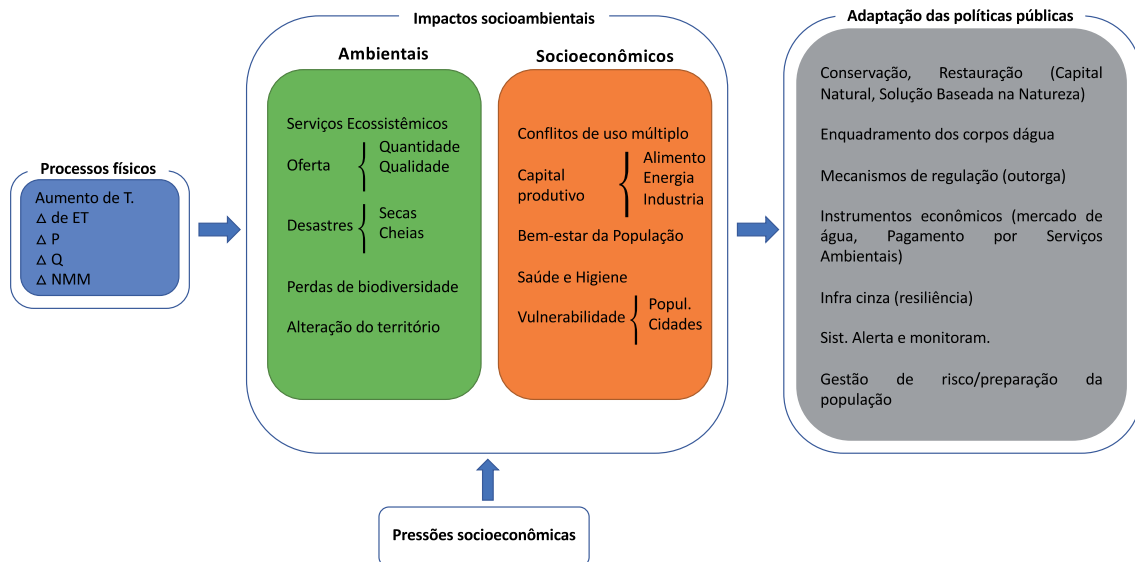 Processos físicos
Aumento de T.
△ de ET
△ P
△ Q
△ NMM
Impactos socioambientais
Ambientais
Serviços Ecossistêmicos
Oferta
Quantidade
Qualidade
Desastres
Secas
Cheias
Perdas de biodiversidade
Alteração do território
Socioeconômicos
Conflitos de uso múltiplo
Capital
produtivo
Alimento
Energia
Industria
Bem-estar da População
Saúde e Higiene
Vulnerabilidade
Popul.
Cidades
Pressões socioeconômicas
Adaptação das políticas públicas
Conservação, Restauração (Capital
Natural, Solução Baseada na Natureza)
Enquadramento dos corpos dágua
Mecanismos de regulação (outorga)
Instrumentos econômicos (mercado de
água, Pagamento por Serviços
Ambientais)
Infra cinza (resiliência)
Sist. Alerta e monitoram.
Gestão de risco/preparação da
população